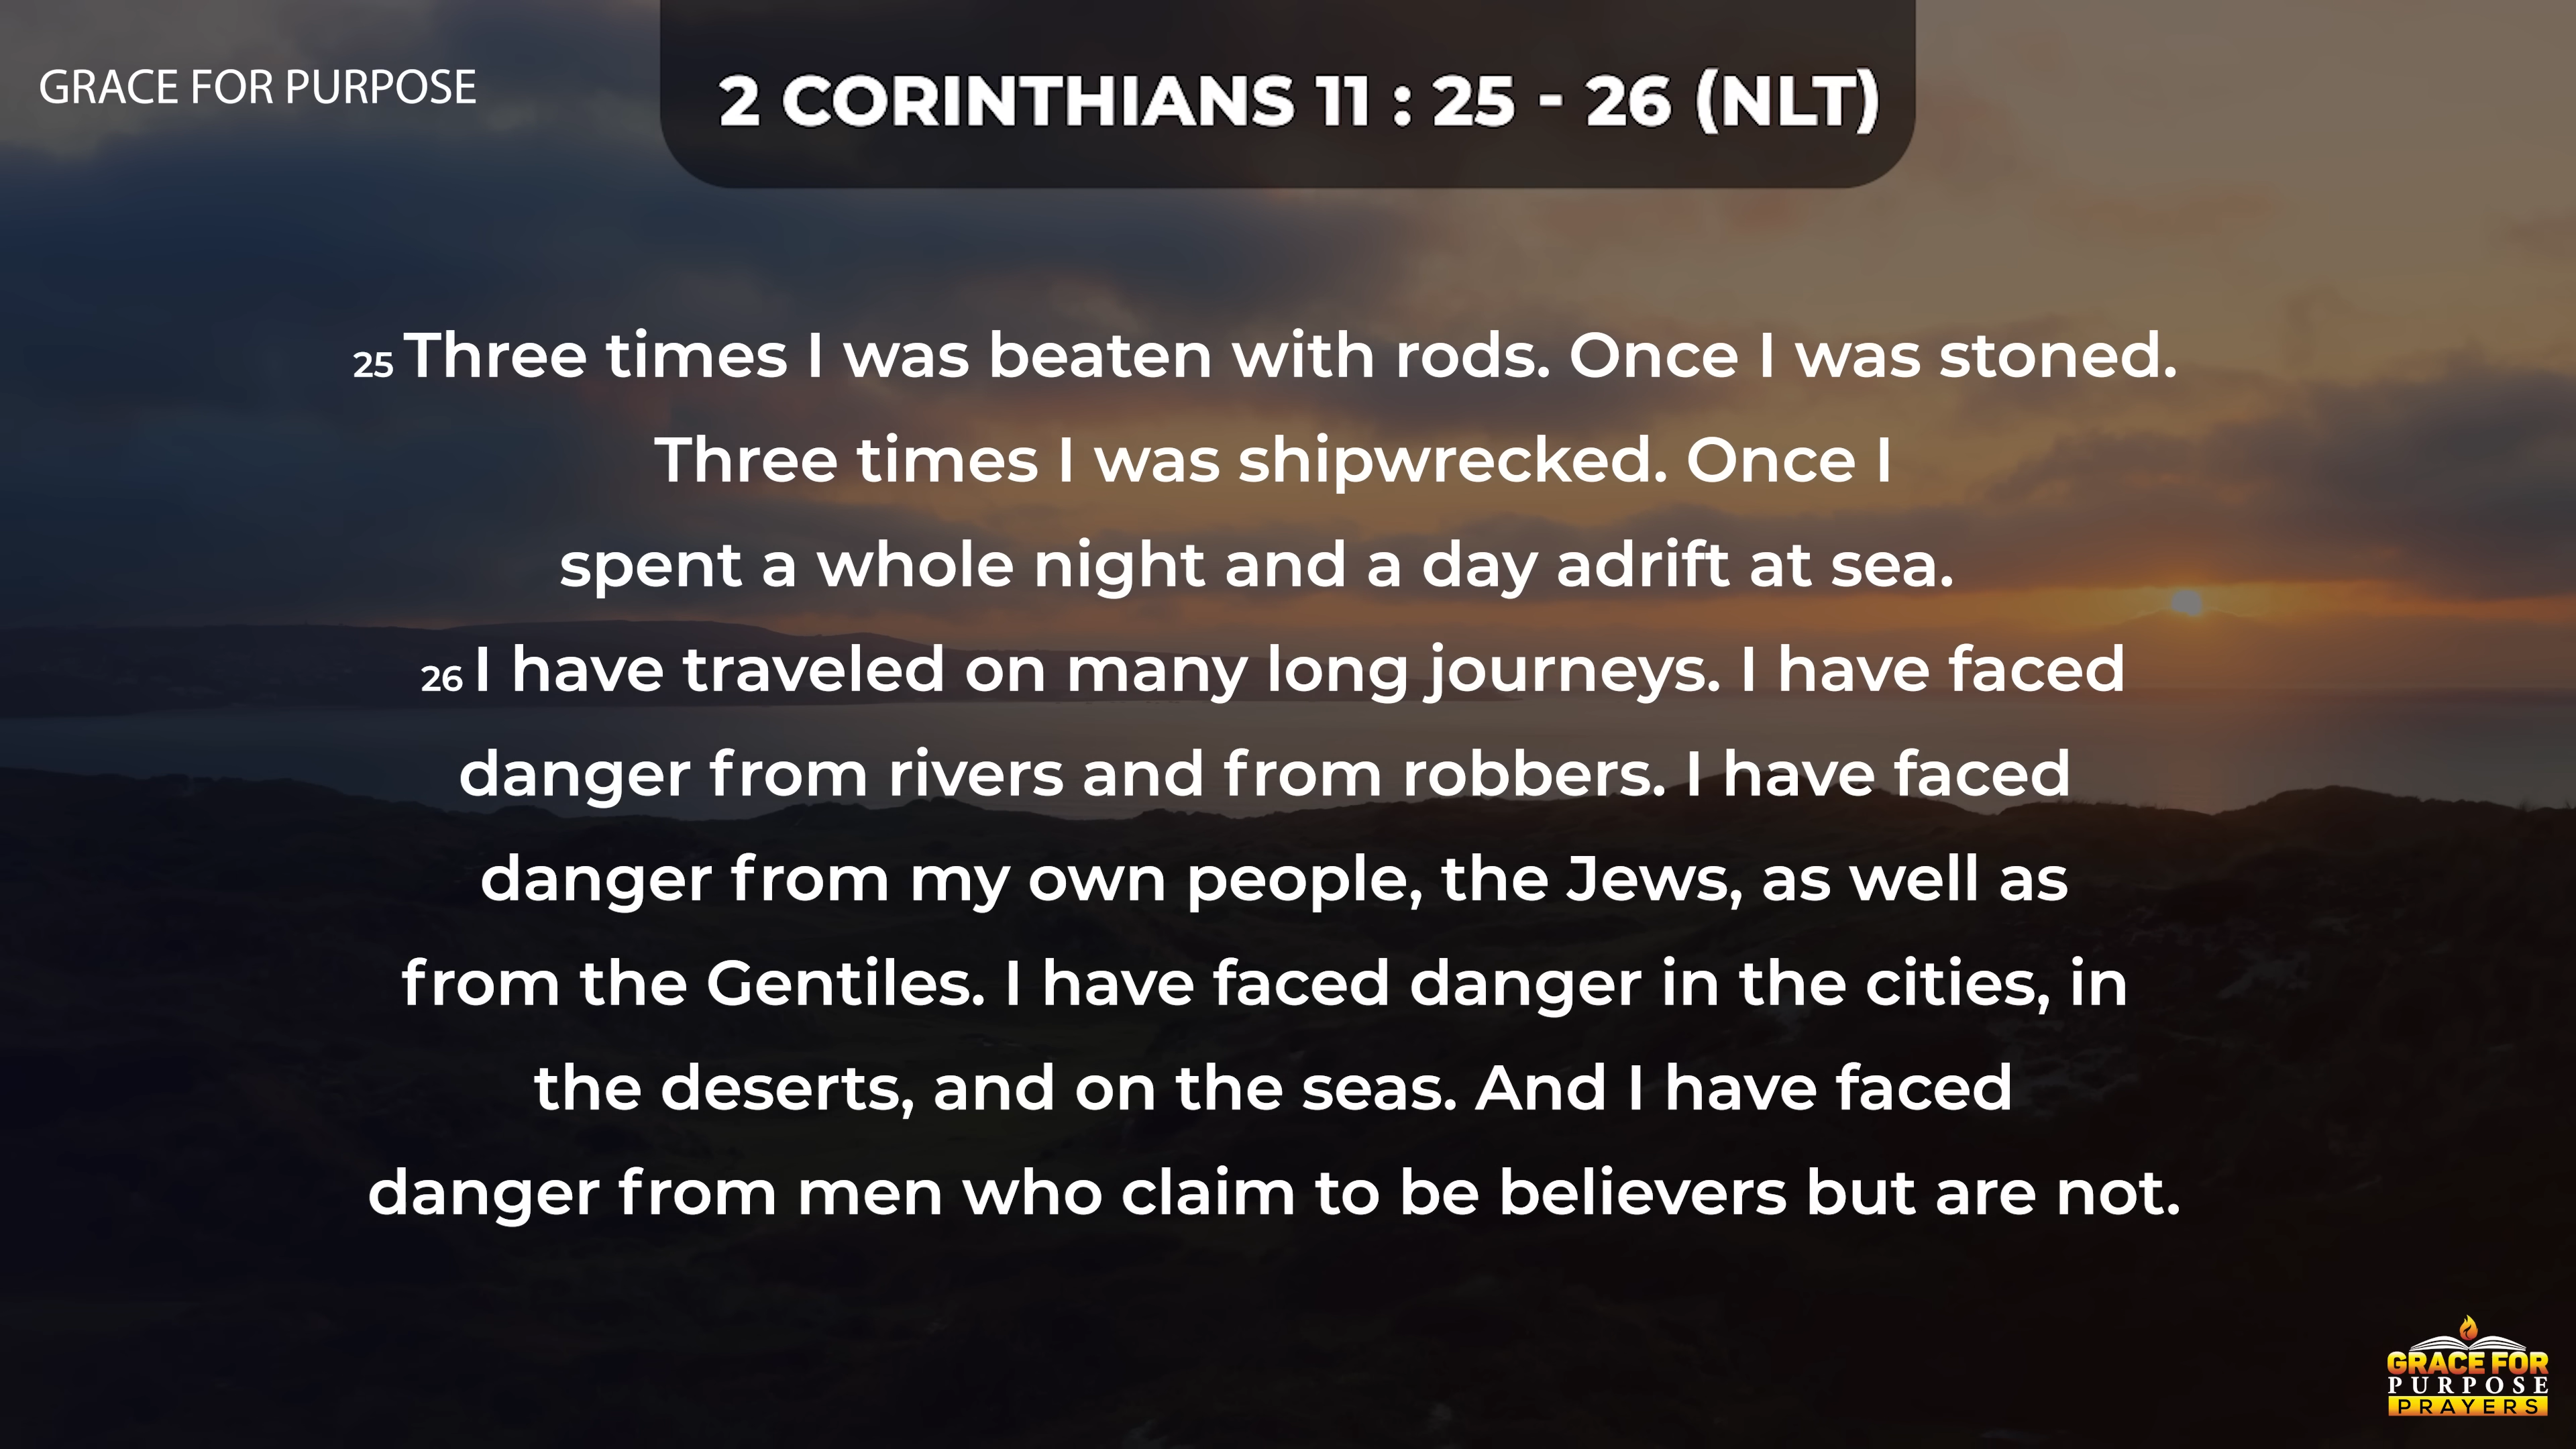 GRACE FOR PURPOSE
2 CORINTHIANS 11 : 25 - 26 (NLT)
25 Three times I was beaten with rods. Once I was stoned.
Three times I was shipwrecked. Once I
spent a whole night and a day adrift at sea.
26 I have traveled on many long journeys. I have faced
danger from rivers and from robbers. I have faced
danger from my own people, the Jews, as well as
from the Gentiles. I have faced danger in the cities, in
the deserts, and on the seas. And I have faced
danger from men who claim to be believers but are not.
GRACE FOR
PURPOSE
PRAYERS